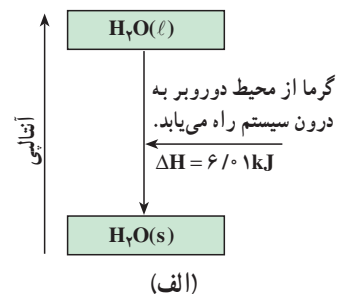 H₂O(ℓ)
آنتالپی
گرما از محیط دوروبر به
درون سیستم راه می‌یابد.
ΔH = ۶/۰۱kJ
H₂O(s)
(الف)